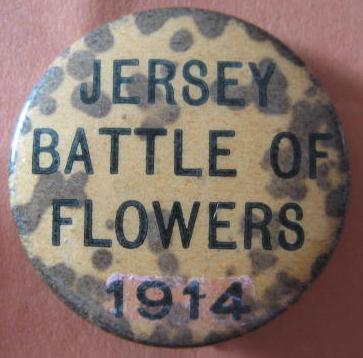 JERSEY
BATTLE OF
FLOWERS
1914